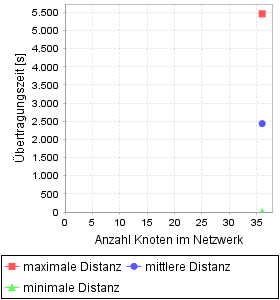 5.500
5.000
4.500
4.000
3.500
3.000
2.500
2.000
1.500
1.000
500
0
Übertragungszeit [s]
0 5 10 15 20 25 30 35
Anzahl Knoten im Netzwerk
maximale Distanz mittlere Distanz
minimale Distanz